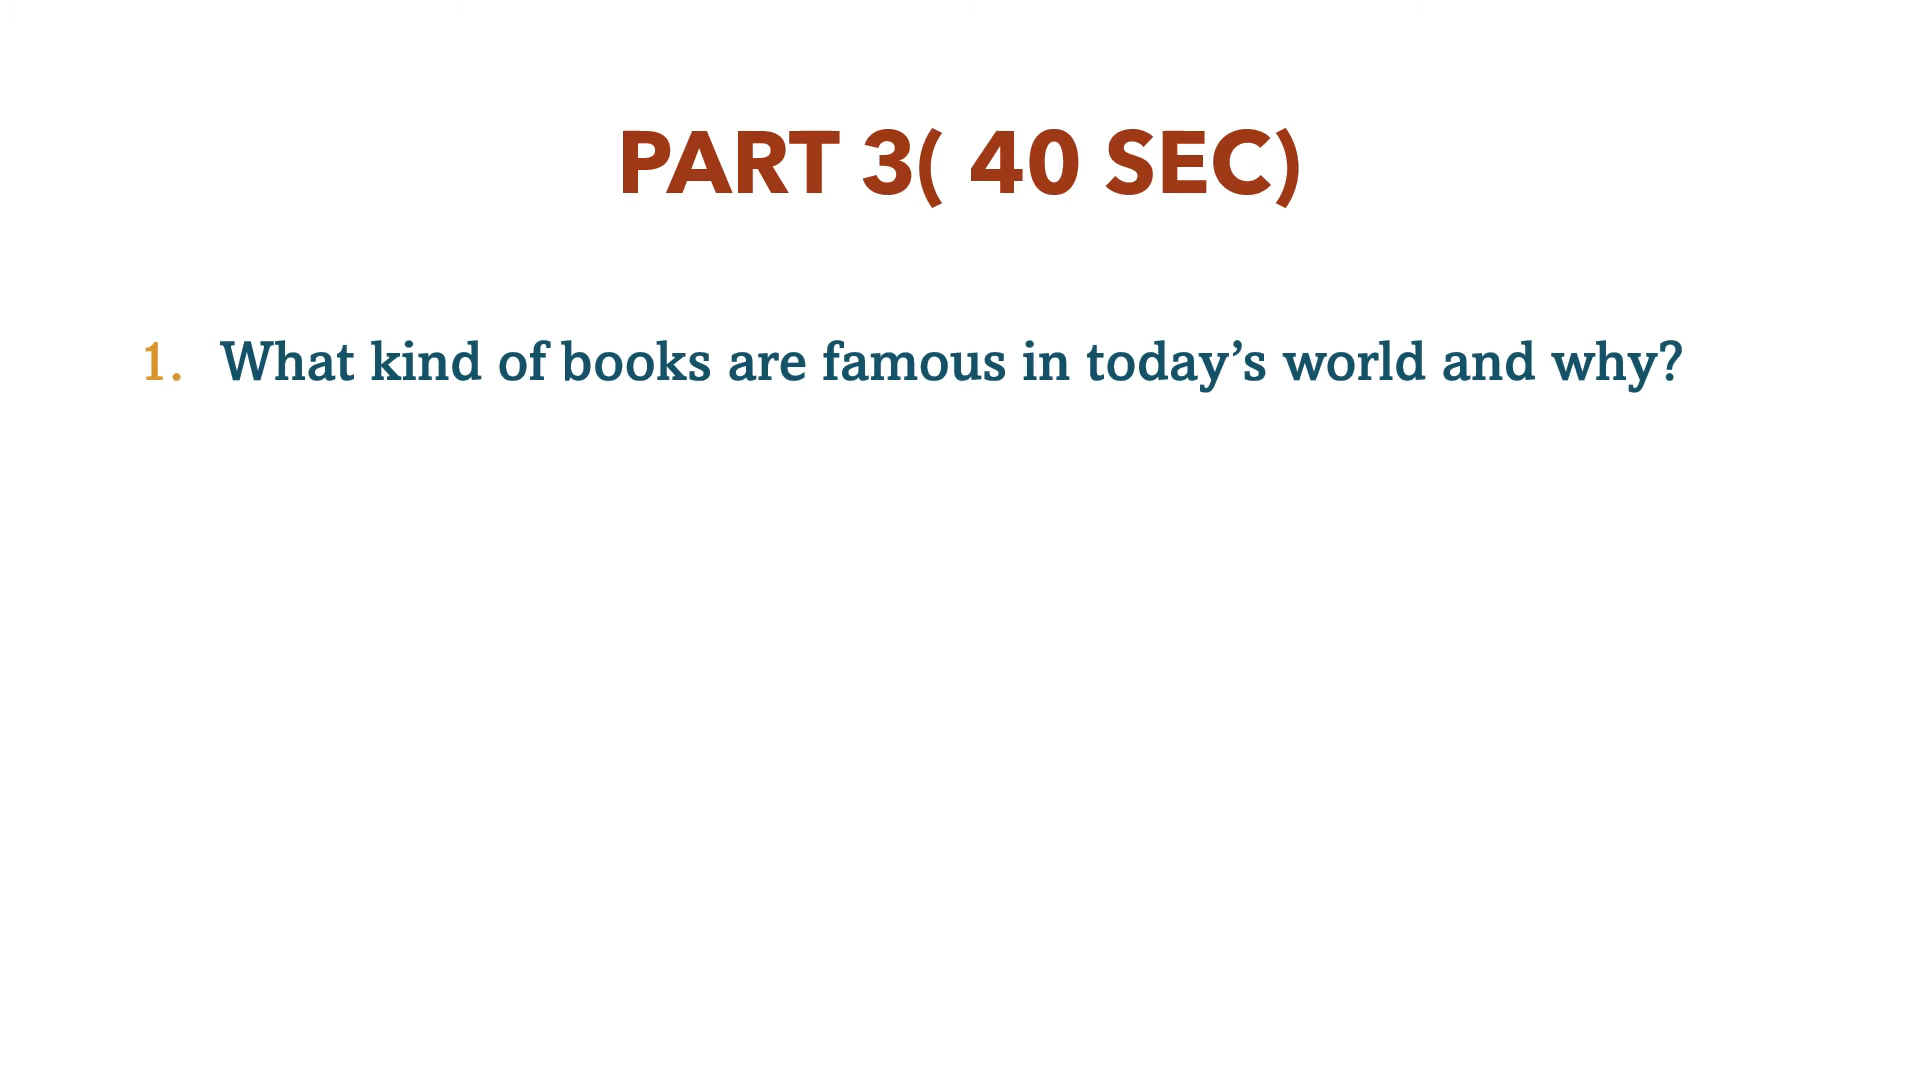 PART 3( 40 SEC)
1. What kind of books are famous in today’s world and why?